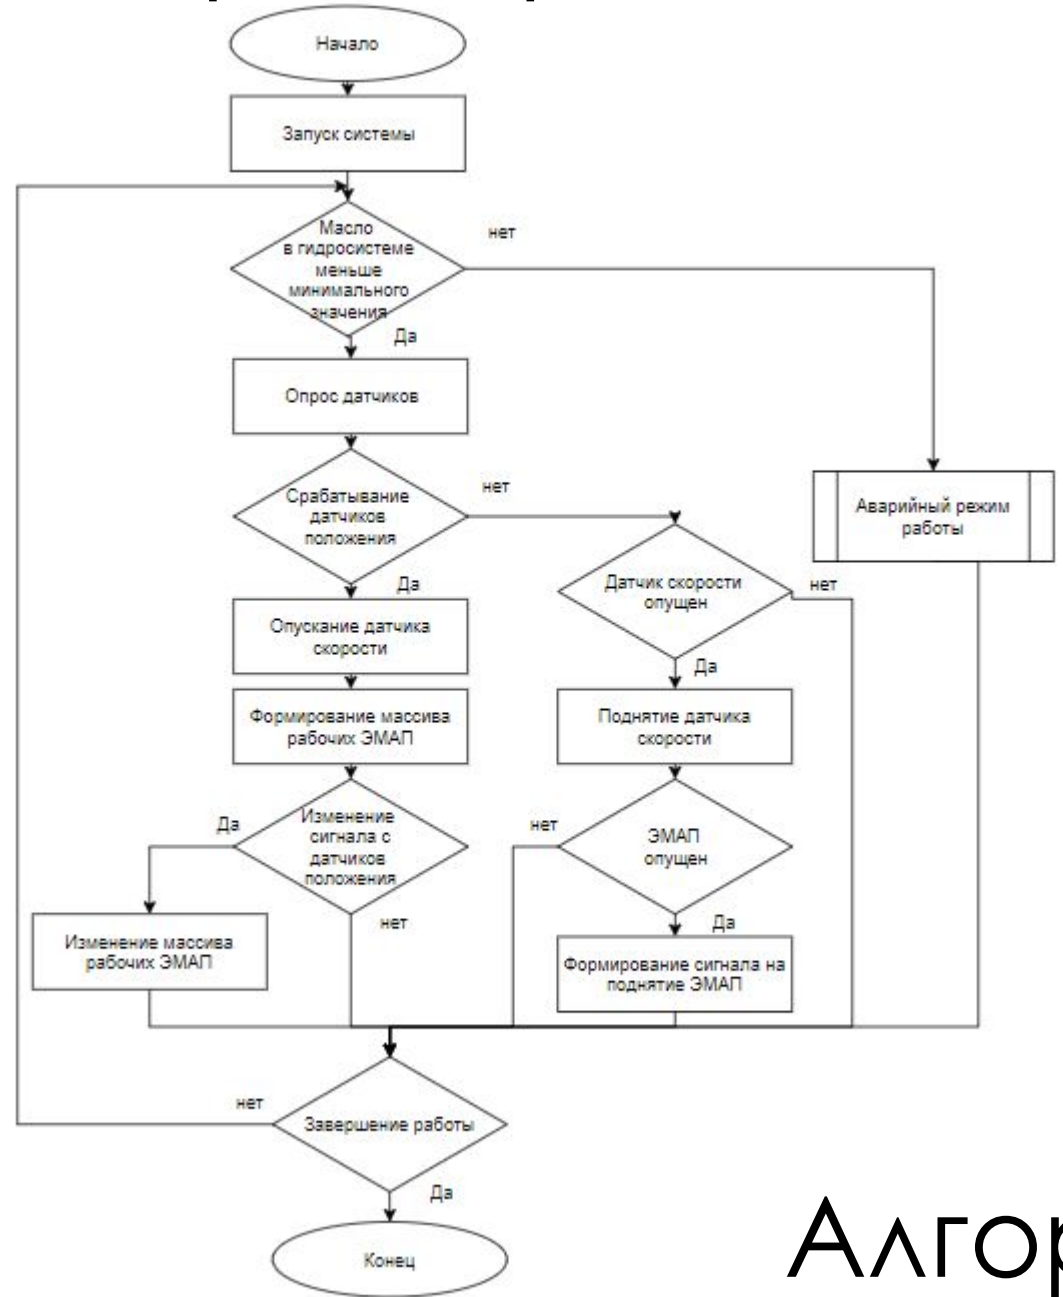 Начало
Запуск системы
Масло
в гидросистеме
меньше
минимального
значения
нет
Да
Опрос датчиков
Срабатывание
датчиков
положения
нет
Аварийный режим
работы
Да
Датчик скорости
опущен
нет
Опускание датчика
скорости
Да
Формирование массива
рабочих ЭМАП
Поднятие датчика
скорости
Изменение
сигнала с
датчиков
положения
Да
нет
ЭМАП
опущен
нет
Да
Изменение массива
рабочих ЭМАП
Формирование сигнала на
поднятие ЭМАП
Завершение работы
нет
Да
Конец
Алгор